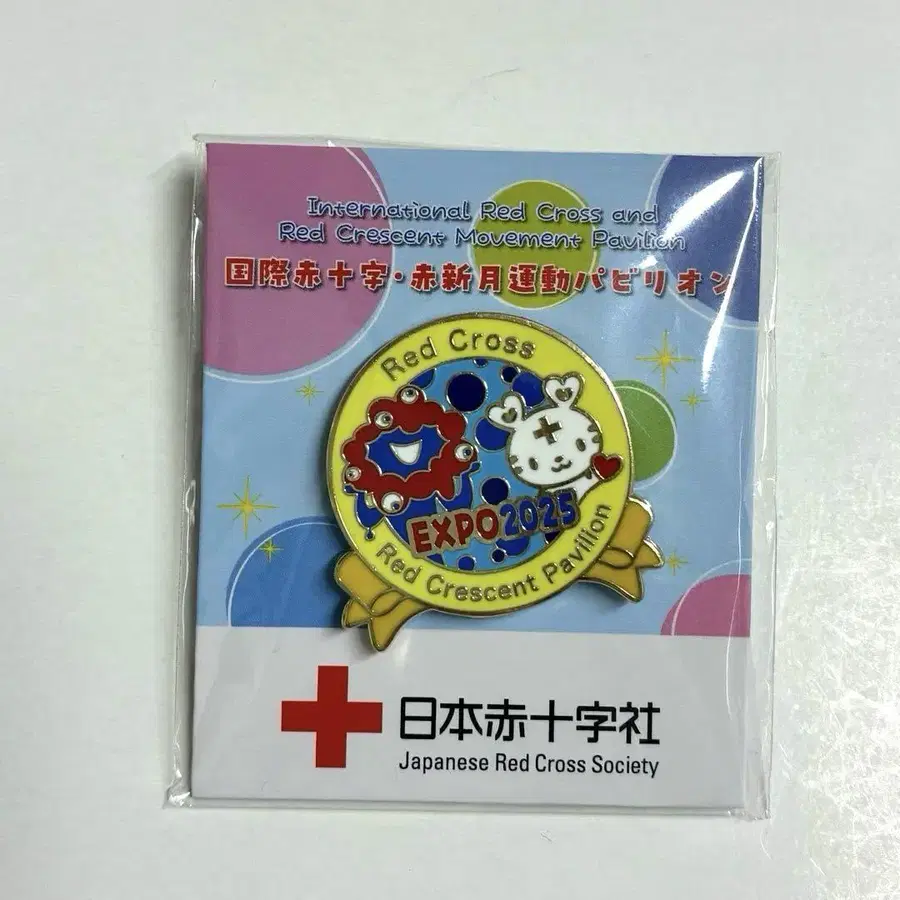 International Red Cross and
Red Crescent Movement Pavilion
国際赤十字・赤新月運動パビリオン
Red Cross
EXPO2025
Red Crescent Pavilion
日本赤十字社
Japanese Red Cross Society